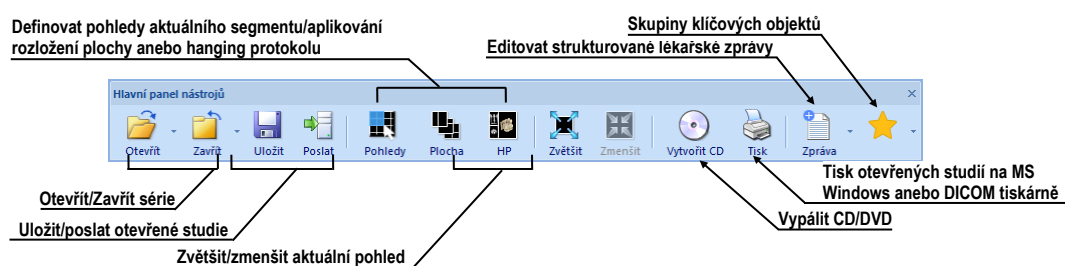 Skupiny klíčových objektů
Definovat pohledy aktuálního segmentu/aplikování
rozložení plochy anebo hanging protokolu
Editovat strukturované lékařské zprávy
Hlavní panel nástrojů
Otevřít Zavřít Uložit Poslat Pohledy Plocha HP Zvětšit Zmenšit Vytvořit CD Tisk Zpráva
Tisk otevřených studií na MS
Windows anebo DICOM tiskárně
Otevřít/Zavřít série
Vypálit CD/DVD
Uložit/poslat otevřené studie
Zvětšit/zmenšit aktuální pohled